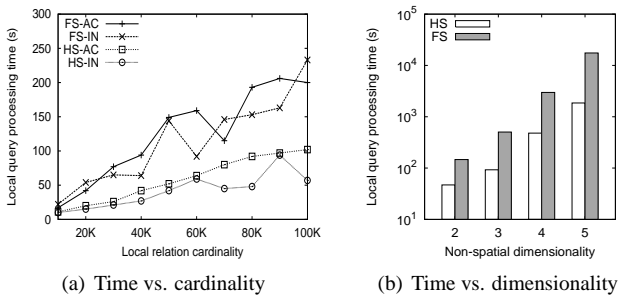 FS-AC
FS-IN
HS-AC
HS-IN
Local query processing time (s)
300
250
200
150
100
50
0
20K 40K 60K 80K 100K
Local relation cardinality
(a) Time vs. cardinality
HS
FS
Local query processing time (s)
10^5
10^4
10^3
10^2
10^1
2 3 4 5
Non-spatial dimensionality
(b) Time vs. dimensionality